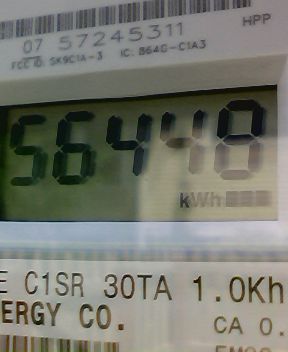 HPP
07 57245311
FCC ID: SK9C1A-3 IC: 864G-C1A3
56448
kWh
E C1SR 30TA 1.0Kh
ERGY CO.
CA 0.